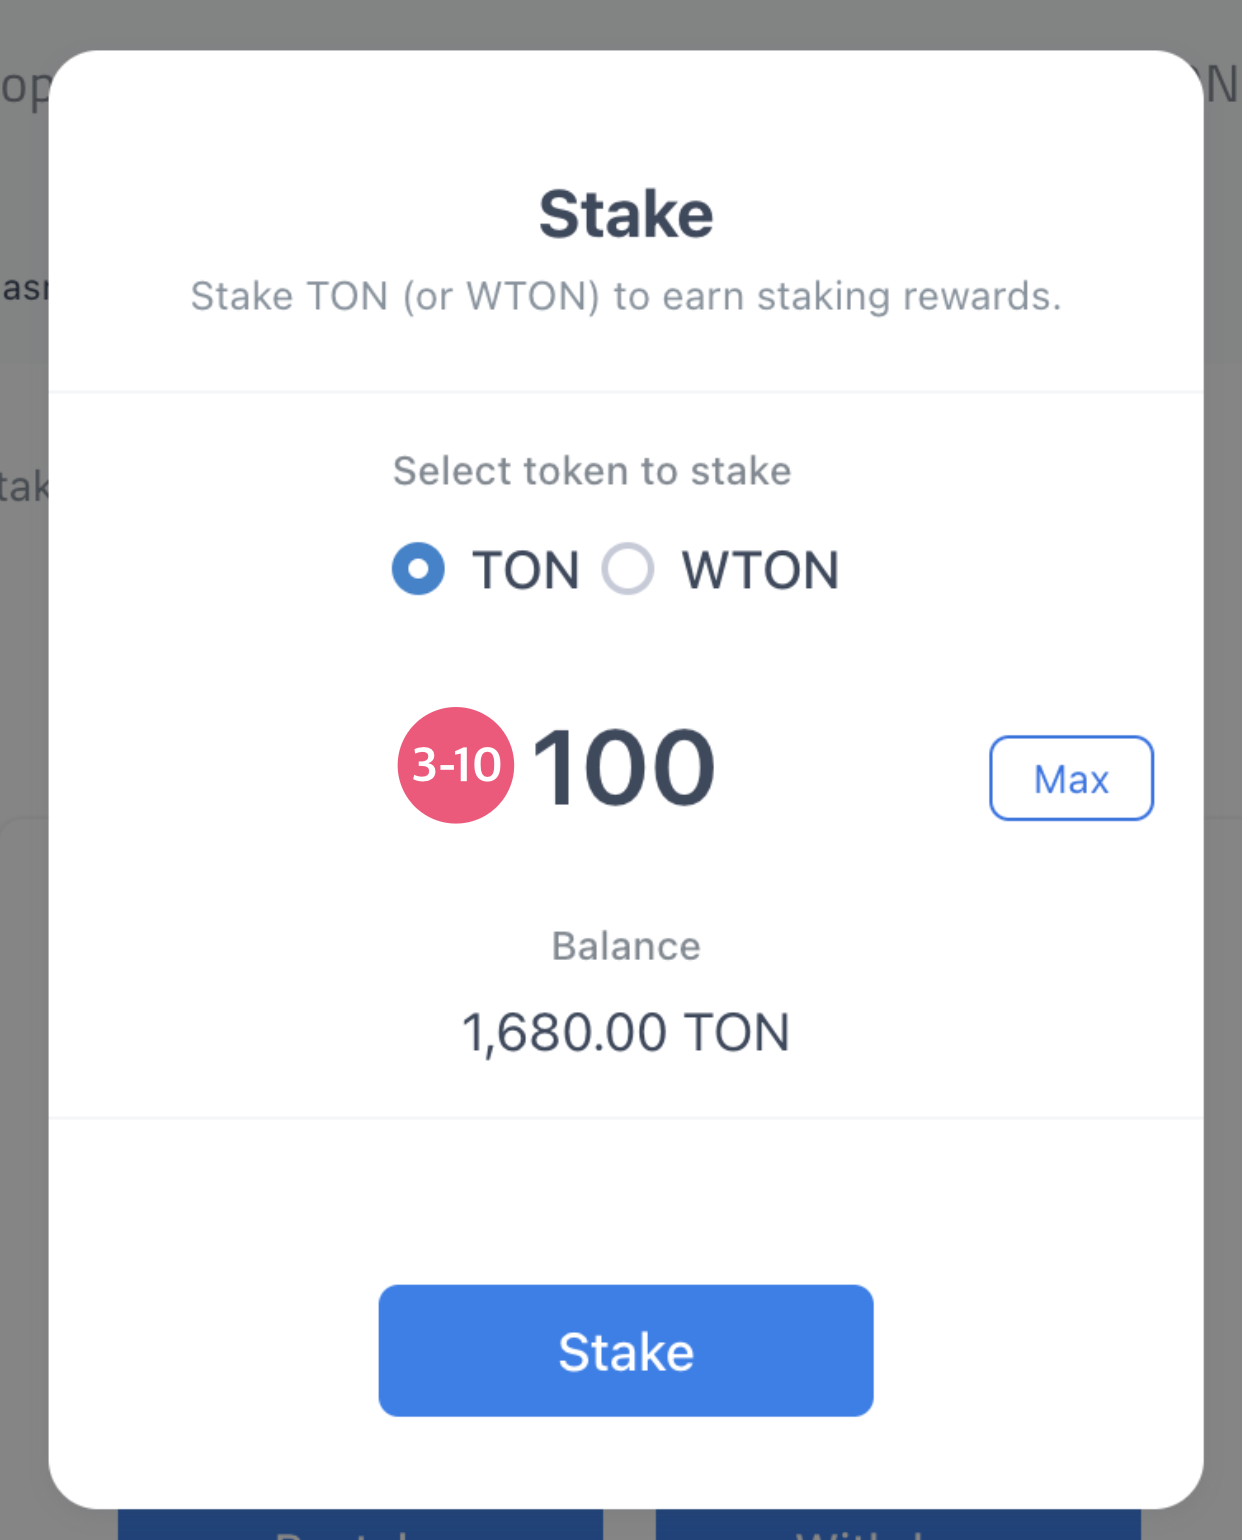 Stake
Stake TON (or WTON) to earn staking rewards.
Select token to stake
TON WTON
3-10 100 Max
Balance
1,680.00 TON
Stake